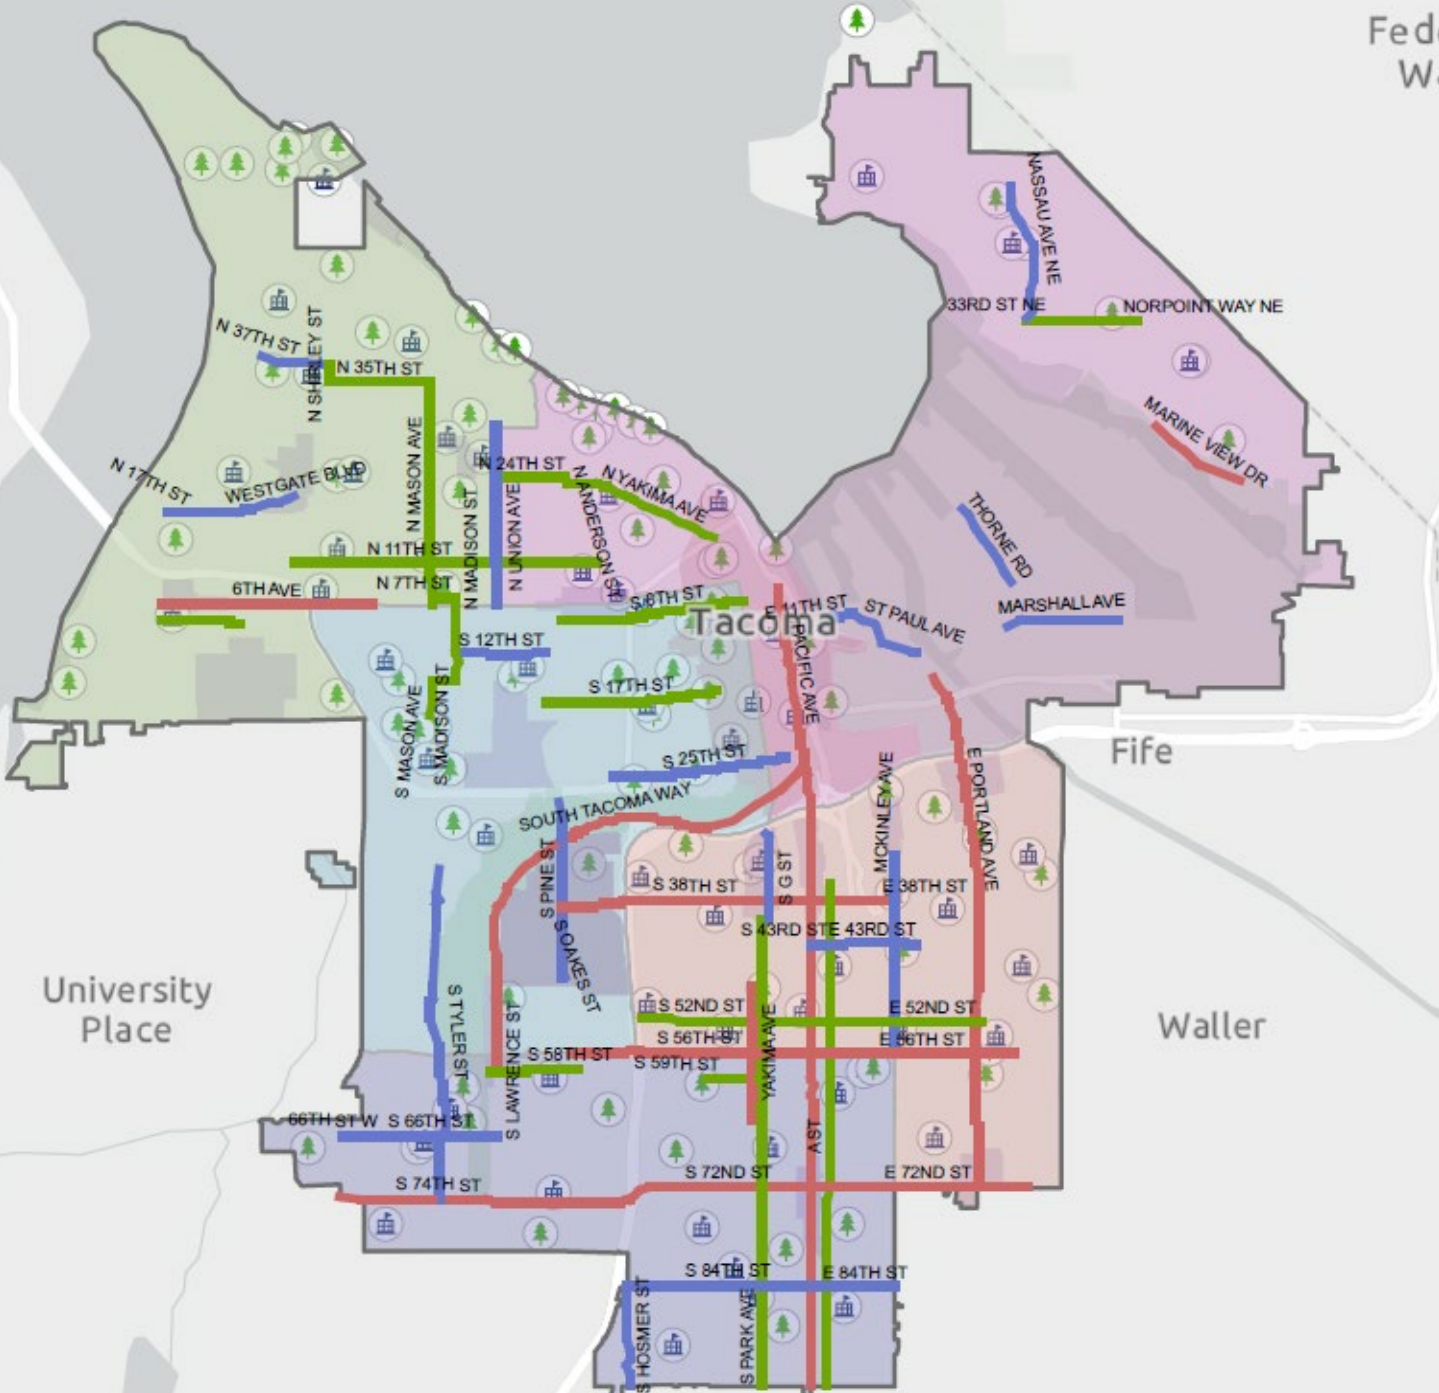 Fed
Wa
NASSAU AVE NE
33RD ST NE
NORPOINT WAY NE
N 37TH ST
N SHIRLEY ST
N 35TH ST
MARINE VIEW DR
N MASON AVE
N 24TH ST
N YAKIMA AVE
N 17TH ST
WESTGATE BLVD
N MADISON ST
N UNION AVE
N ANDERSON ST
THORNE RD
N 11TH ST
N 7TH ST
6TH AVE
S 8TH ST
E 11TH ST
ST PAUL AVE
MARSHALL AVE
Tacoma
S 12TH ST
PACIFIC AVE
S 17TH ST
S MASON AVE
S MADISON ST
S 25TH ST
Fife
MCKINLEY AVE
E PORTLAND AVE
SOUTH TACOMA WAY
S PINE ST
S G ST
S 38TH ST
E 38TH ST
S 43RD ST
E 43RD ST
S OAKES ST
University
Place
S TYLER ST
S LAWRENCE ST
S 52ND ST
E 52ND ST
Waller
S 56TH ST
E 56TH ST
YAKIMA AVE
S 58TH ST
S 59TH ST
66TH ST W
S 66TH ST
A ST
S 74TH ST
S 72ND ST
E 72ND ST
S 84TH ST
E 84TH ST
S HOSMER ST
S PARK AVE